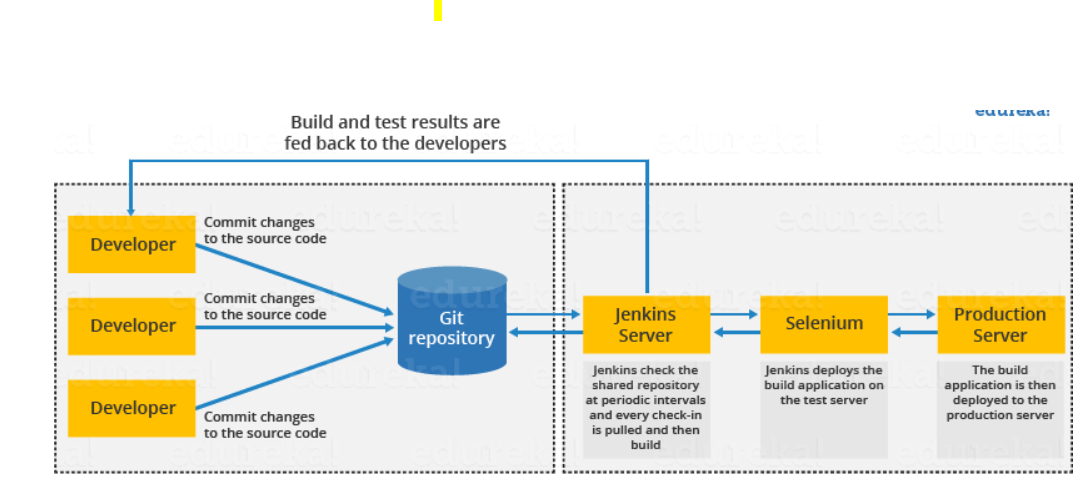 edureka!
Build and test results are
fed back to the developers
Developer
Commit changes
to the source code
Developer
Commit changes
to the source code
Developer
Commit changes
to the source code
Git
repository
Jenkins
Server
Jenkins check the
shared repository
at periodic intervals
and every check-in
is pulled and then
build
Selenium
Jenkins deploys the
build application on
the test server
Production
Server
The build
application is then
deployed to the
production server